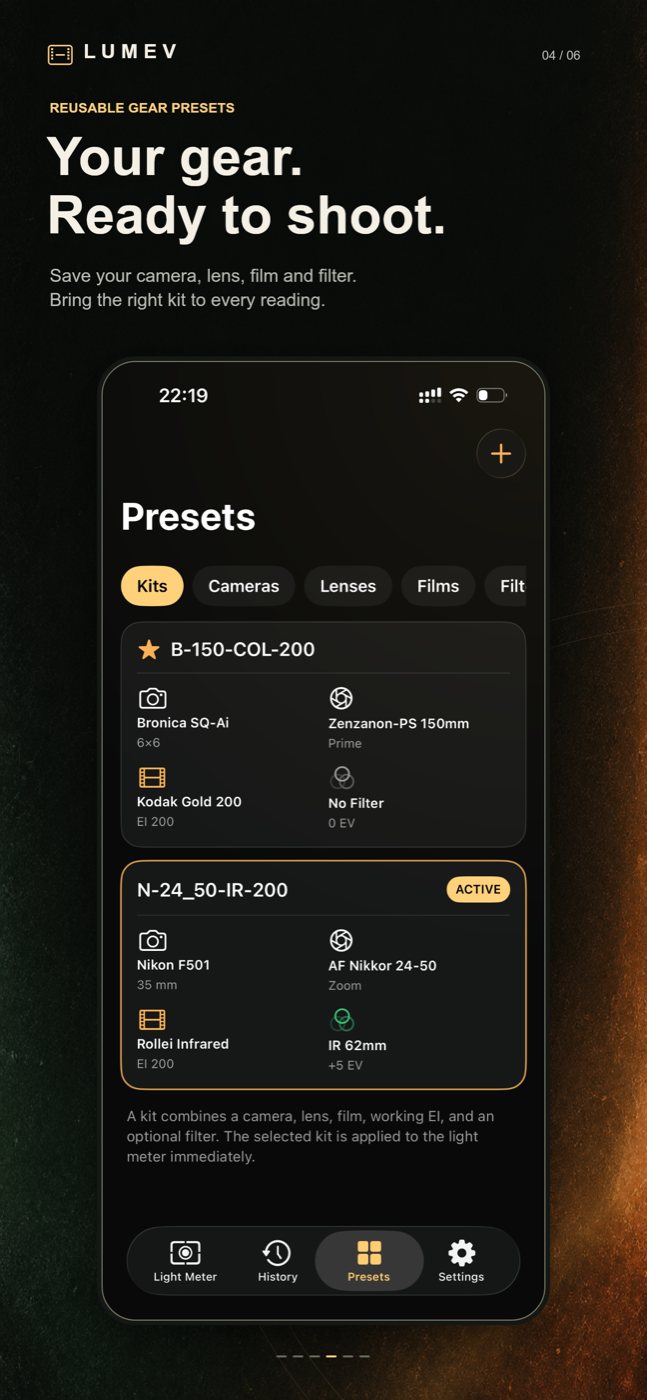 LUMEV
04 / 06
REUSABLE GEAR PRESETS
Your gear.
Ready to shoot.
Save your camera, lens, film and filter.
Bring the right kit to every reading.
22:19
Presets
Kits
Cameras
Lenses
Films
Filt
B-150-COL-200
Bronica SQ-Ai
6×6
Zenzanon-PS 150mm
Prime
Kodak Gold 200
EI 200
No Filter
0 EV
N-24_50-IR-200
ACTIVE
Nikon F501
35 mm
AF Nikkor 24-50
Zoom
Rollei Infrared
EI 200
IR 62mm
+5 EV
A kit combines a camera, lens, film, working EI, and an
optional filter. The selected kit is applied to the light
meter immediately.
Light Meter
History
Presets
Settings